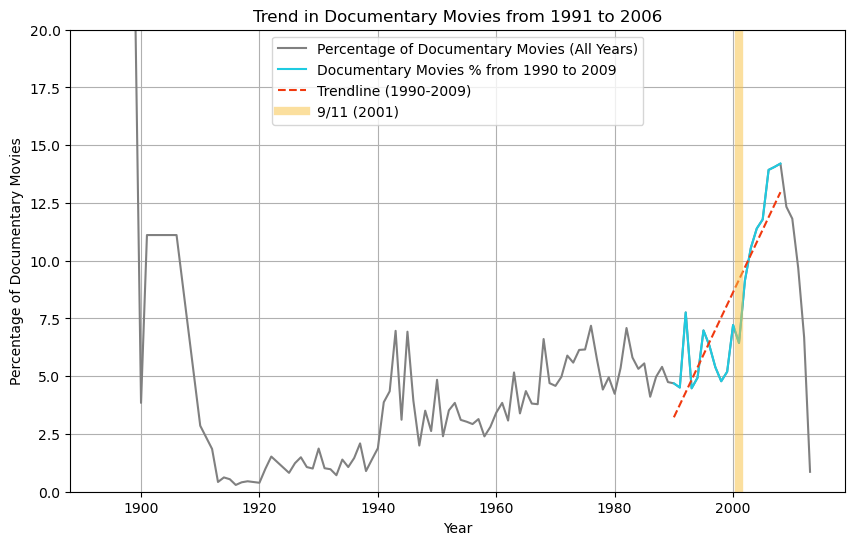 Trend in Documentary Movies from 1991 to 2006
Percentage of Documentary Movies (All Years)
Documentary Movies % from 1990 to 2009
Trendline (1990-2009)
9/11 (2001)
Percentage of Documentary Movies
20.0
17.5
15.0
12.5
10.0
7.5
5.0
2.5
0.0
1900 1920 1940 1960 1980 2000
Year